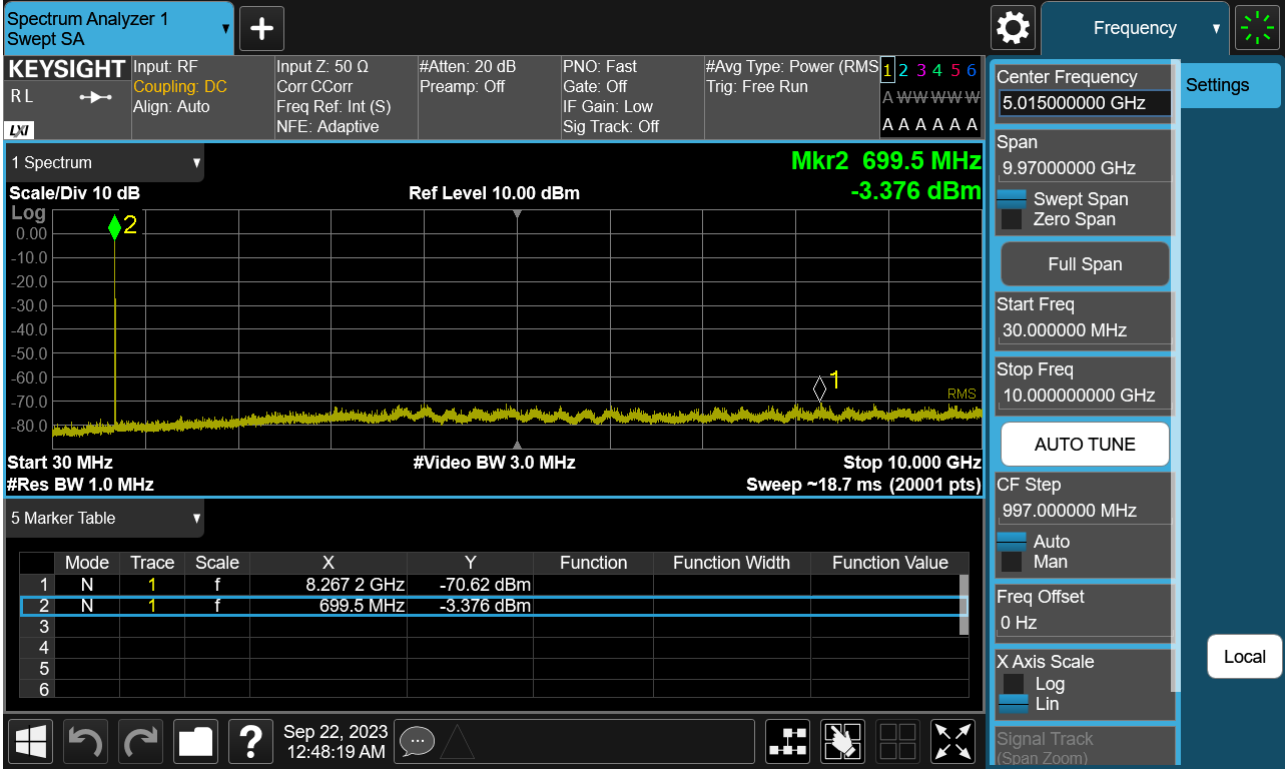 Spectrum Analyzer 1
Swept SA
+
Frequency
KEYSIGHT
RL
LXI
Input: RF
Coupling: DC
Align: Auto
Input Z: 50 Ω
Corr CCorr
Freq Ref: Int (S)
NFE: Adaptive
#Atten: 20 dB
Preamp: Off
PNO: Fast
Gate: Off
IF Gain: Low
Sig Track: Off
#Avg Type: Power (RMS
Trig: Free Run
1 2 3 4 5 6
A W W W W W
A A A A A A
1 Spectrum
Mkr2 699.5 MHz
Scale/Div 10 dB
Ref Level 10.00 dBm
-3.376 dBm
Log
2
0.00
-10.0
-20.0
-30.0
-40.0
-50.0
-60.0
1
RMS
-70.0
-80.0
Start 30 MHz
#Video BW 3.0 MHz
Stop 10.000 GHz
#Res BW 1.0 MHz
Sweep ~18.7 ms (20001 pts)
5 Marker Table
Mode Trace Scale X Y Function Function Width Function Value
1 N 1 f 8.267 2 GHz -70.62 dBm
2 N 1 f 699.5 MHz -3.376 dBm
3
4
5
6
?
Sep 22, 2023
12:48:19 AM
Center Frequency
5.015000000 GHz
Span
9.97000000 GHz
Swept Span
Zero Span
Full Span
Start Freq
30.000000 MHz
Stop Freq
10.000000000 GHz
AUTO TUNE
CF Step
997.000000 MHz
Auto
Man
Freq Offset
0 Hz
X Axis Scale
Log
Lin
Signal Track
(Span Zoom)
Settings
Local